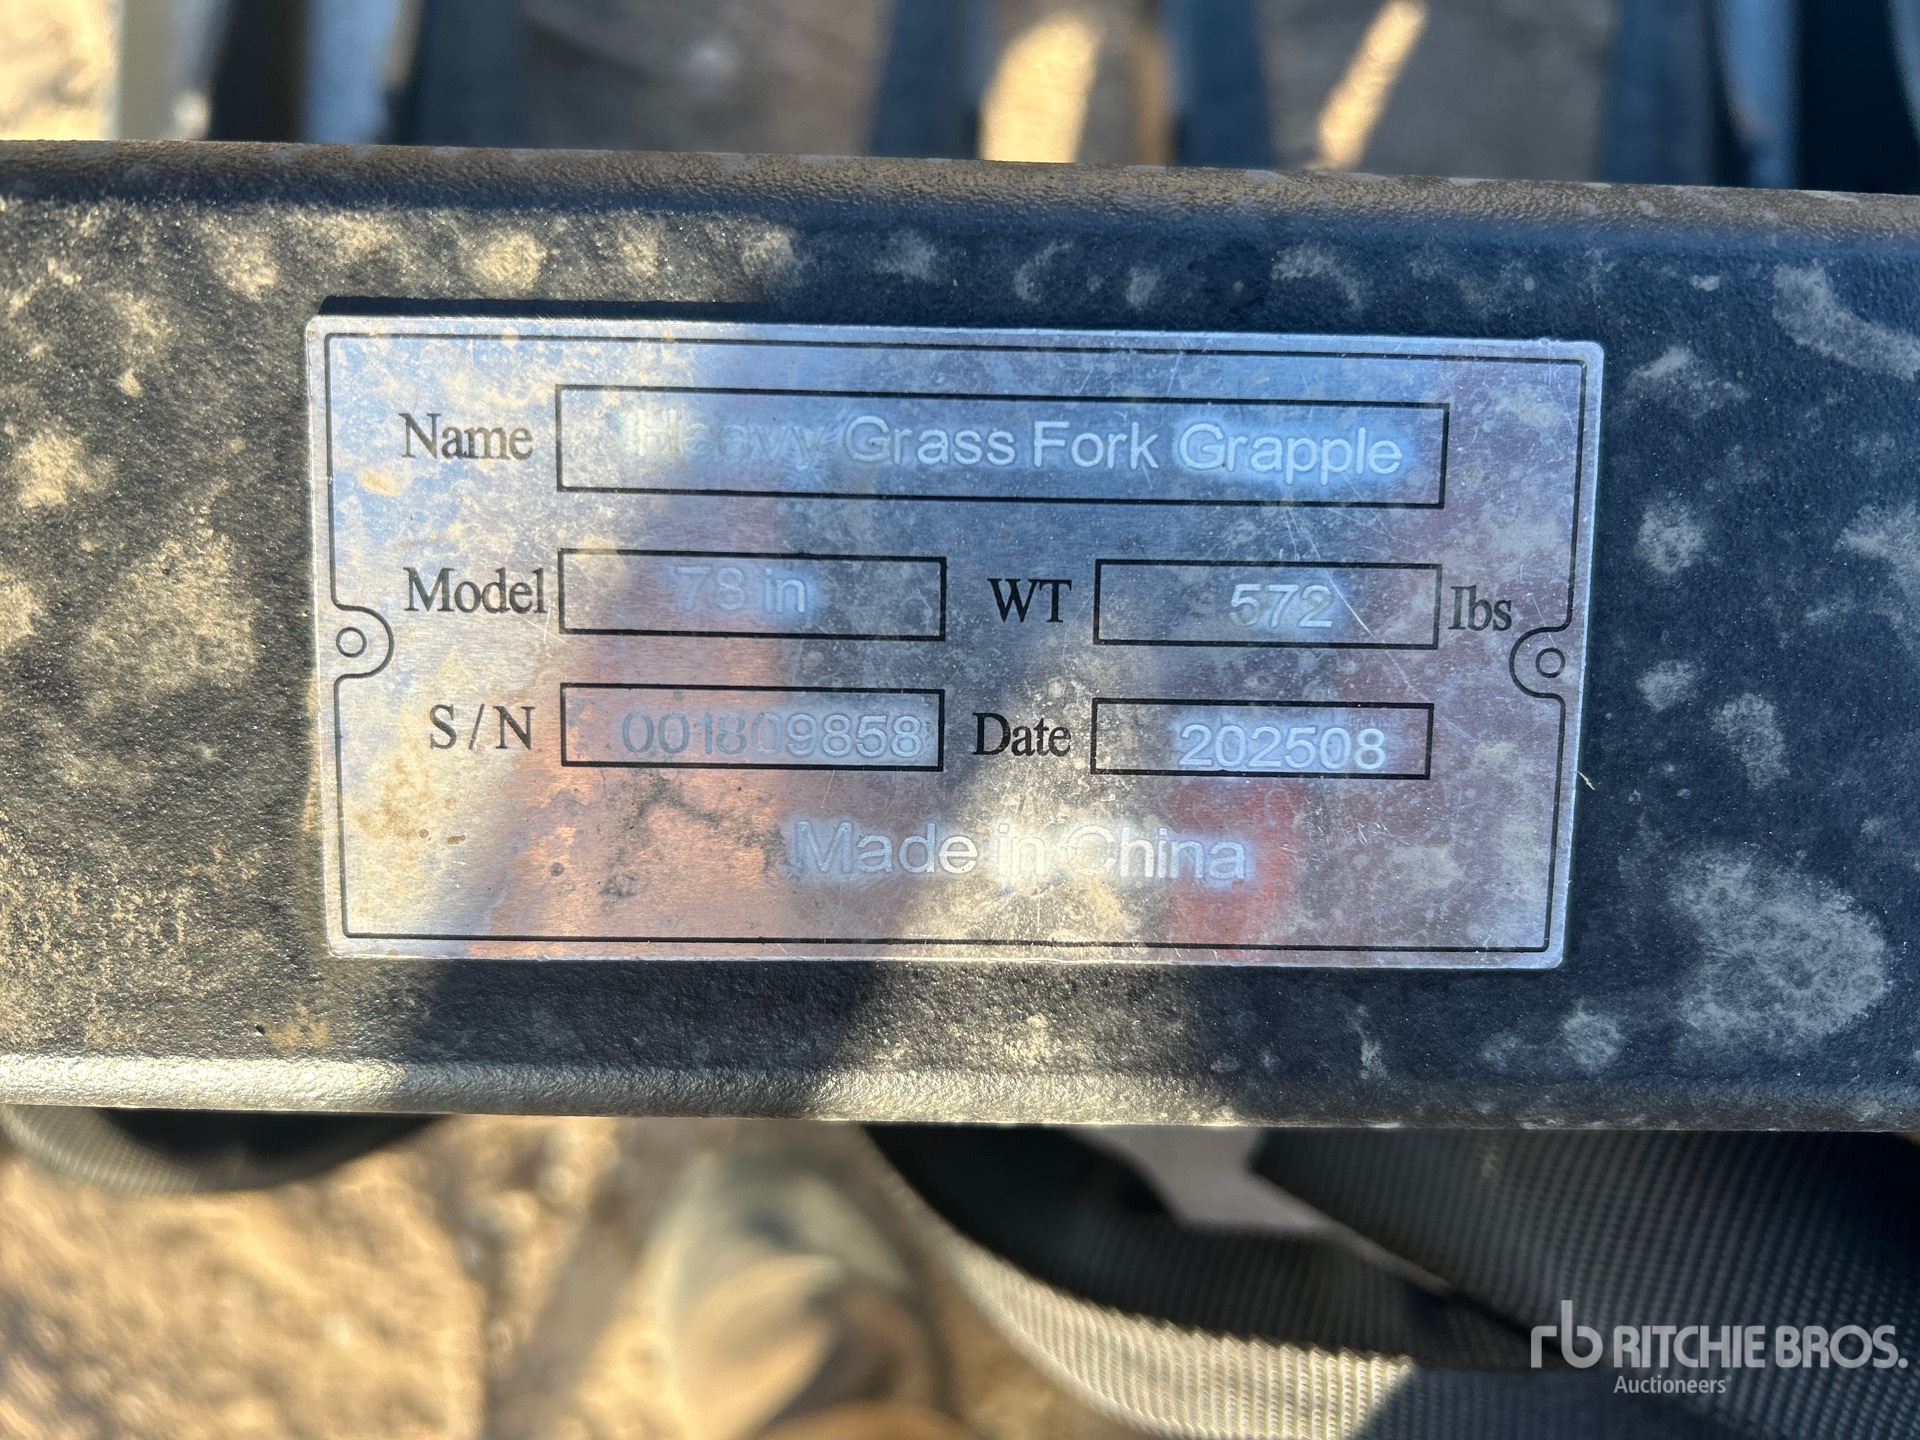 Name Heavy Grass Fork Grapple
Model 78 in WT 572 lbs
S/N 001809858 Date 202508
Made in China
rb RITCHIE BROS.
Auctioneers